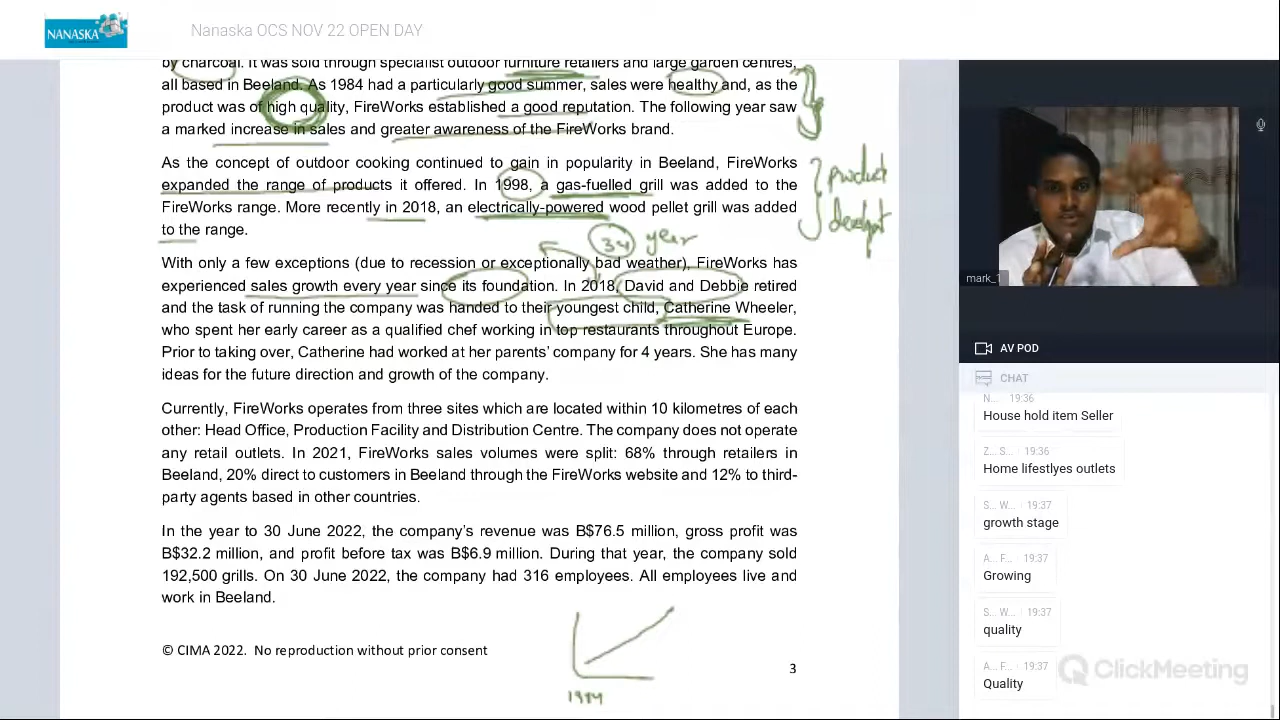 NANASKA
Nanaska OCS NOV 22 OPEN DAY
by charcoal. It was sold through specialist outdoor furniture retailers and large garden centres,
all based in Beeland. As 1984 had a particularly good summer, sales were healthy and, as the
product was of high quality, FireWorks established a good reputation. The following year saw
a marked increase in sales and greater awareness of the FireWorks brand.
As the concept of outdoor cooking continued to gain in popularity in Beeland, FireWorks
expanded the range of products it offered. In 1998, a gas-fuelled grill was added to the
FireWorks range. More recently in 2018, an electrically-powered wood pellet grill was added
to the range.
product
34 year
With only a few exceptions (due to recession or exceptionally bad weather), FireWorks has
experienced sales growth every year since its foundation. In 2018, David and Debbie retired
and the task of running the company was handed to their youngest child, Catherine Wheeler,
who spent her early career as a qualified chef working in top restaurants throughout Europe.
Prior to taking over, Catherine had worked at her parents’ company for 4 years. She has many
ideas for the future direction and growth of the company.
Currently, FireWorks operates from three sites which are located within 10 kilometres of each
other: Head Office, Production Facility and Distribution Centre. The company does not operate
any retail outlets. In 2021, FireWorks sales volumes were split: 68% through retailers in
Beeland, 20% direct to customers in Beeland through the FireWorks website and 12% to third-
party agents based in other countries.
In the year to 30 June 2022, the company’s revenue was B$76.5 million, gross profit was
B$32.2 million, and profit before tax was B$6.9 million. During that year, the company sold
192,500 grills. On 30 June 2022, the company had 316 employees. All employees live and
work in Beeland.
© CIMA 2022. No reproduction without prior consent
3
1984
mark_1
AV POD
CHAT
N... 19:36
House hold item Seller
Z... S... 19:36
Home lifestlyes outlets
S... W... 19:37
growth stage
A... F... 19:37
Growing
S... W... 19:37
quality
A... F... 19:37
Quality
ClickMeeting